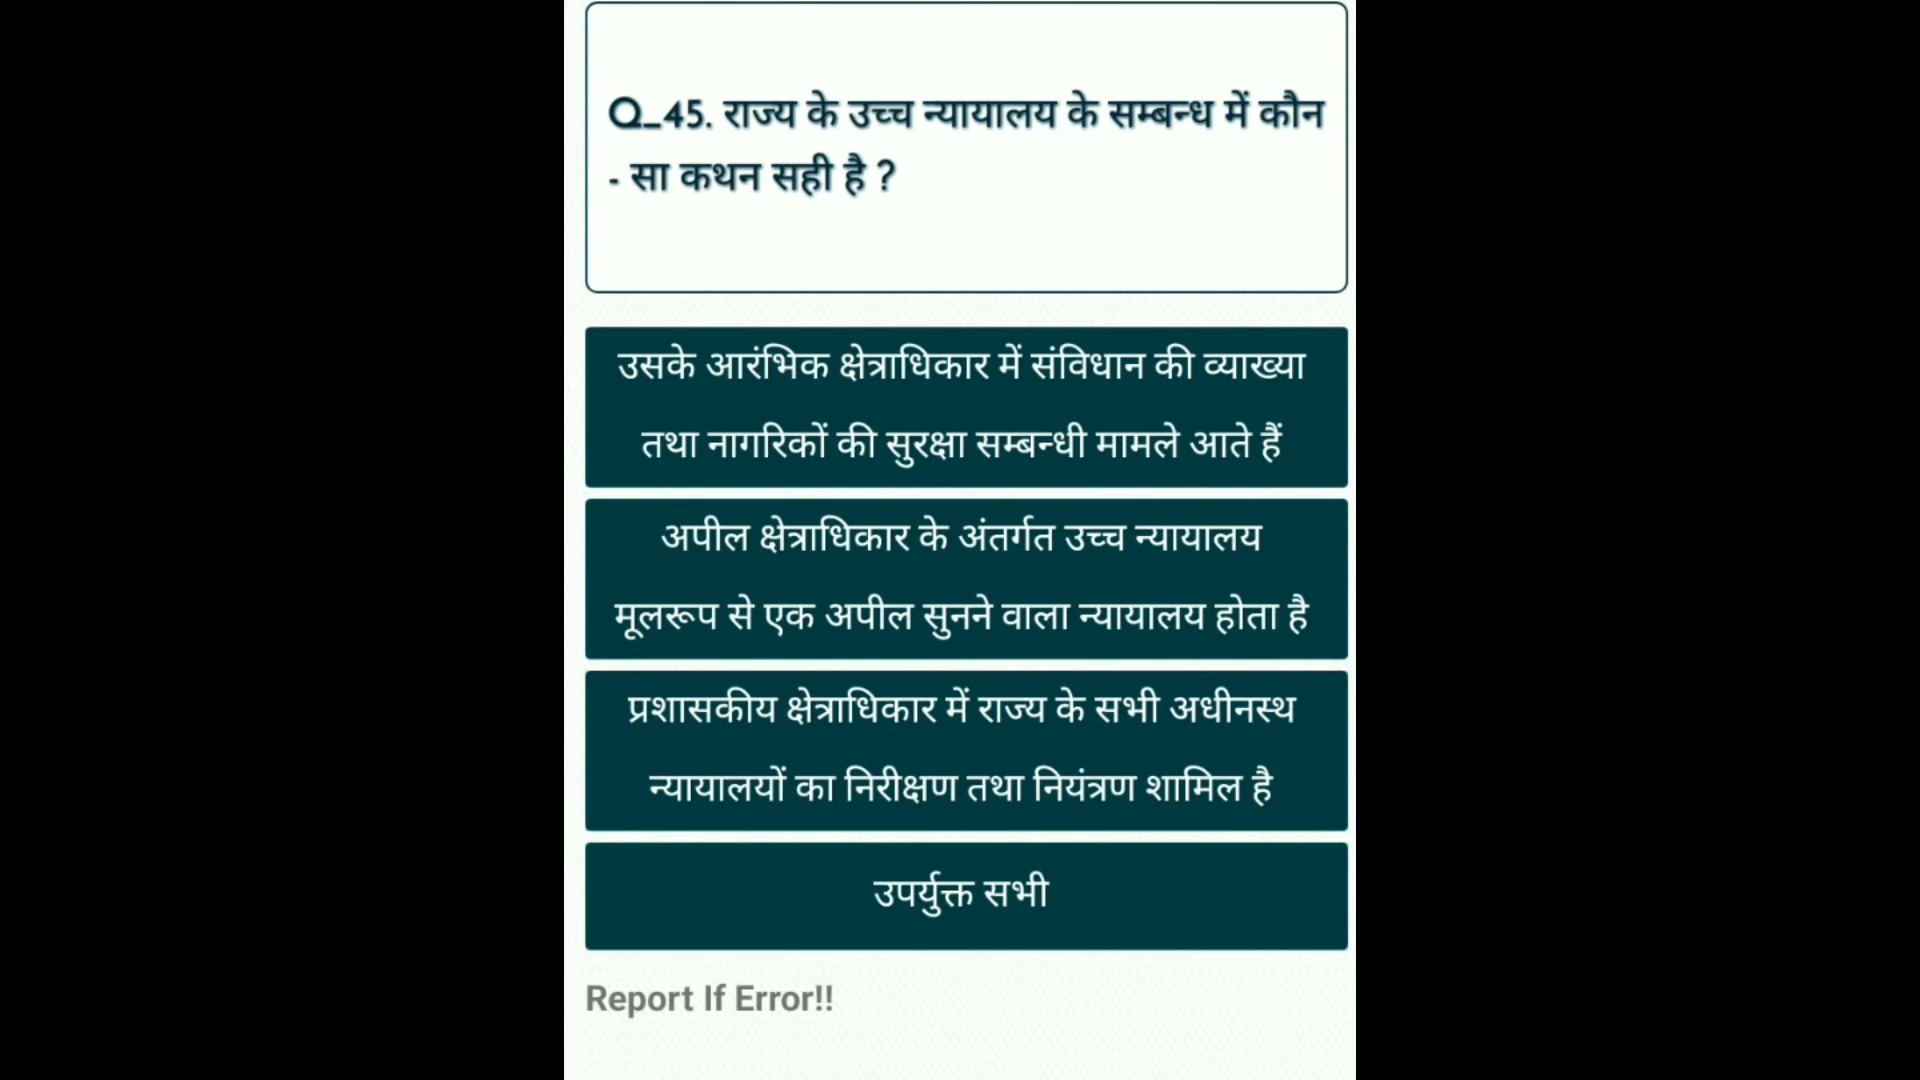 Q_45. राज्य के उच्च न्यायालय के सम्बन्ध में कौन
- सा कथन सही है ?
उसके आरंभिक क्षेत्राधिकार में संविधान की व्याख्या
तथा नागरिकों की सुरक्षा सम्बन्धी मामले आते हैं
अपील क्षेत्राधिकार के अंतर्गत उच्च न्यायालय
मूलरूप से एक अपील सुनने वाला न्यायालय होता है
प्रशासकीय क्षेत्राधिकार में राज्य के सभी अधीनस्थ
न्यायालयों का निरीक्षण तथा नियंत्रण शामिल है
उपर्युक्त सभी
Report If Error!!